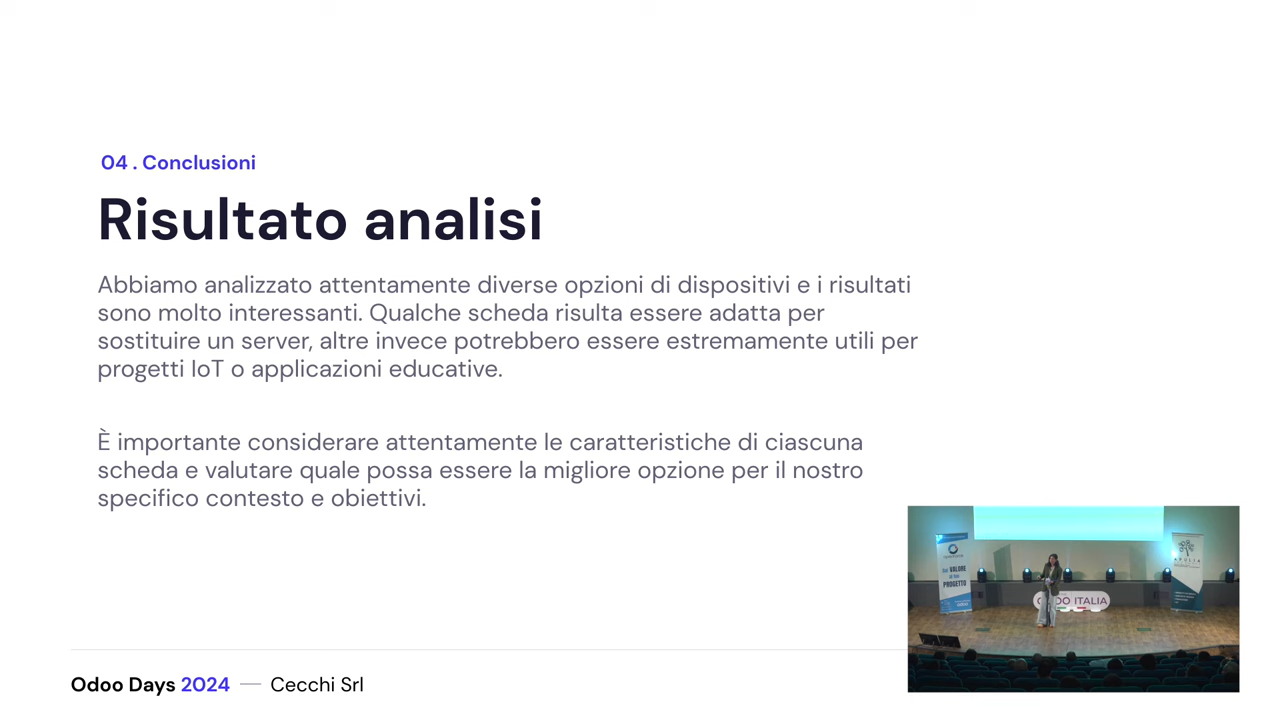 04 . Conclusioni
Risultato analisi
Abbiamo analizzato attentamente diverse opzioni di dispositivi e i risultati
sono molto interessanti. Qualche scheda risulta essere adatta per
sostituire un server, altre invece potrebbero essere estremamente utili per
progetti IoT o applicazioni educative.
È importante considerare attentamente le caratteristiche di ciascuna
scheda e valutare quale possa essere la migliore opzione per il nostro
specifico contesto e obiettivi.
VALORE
PROGETTO
ITALIA
Odoo Days 2024 — Cecchi Srl